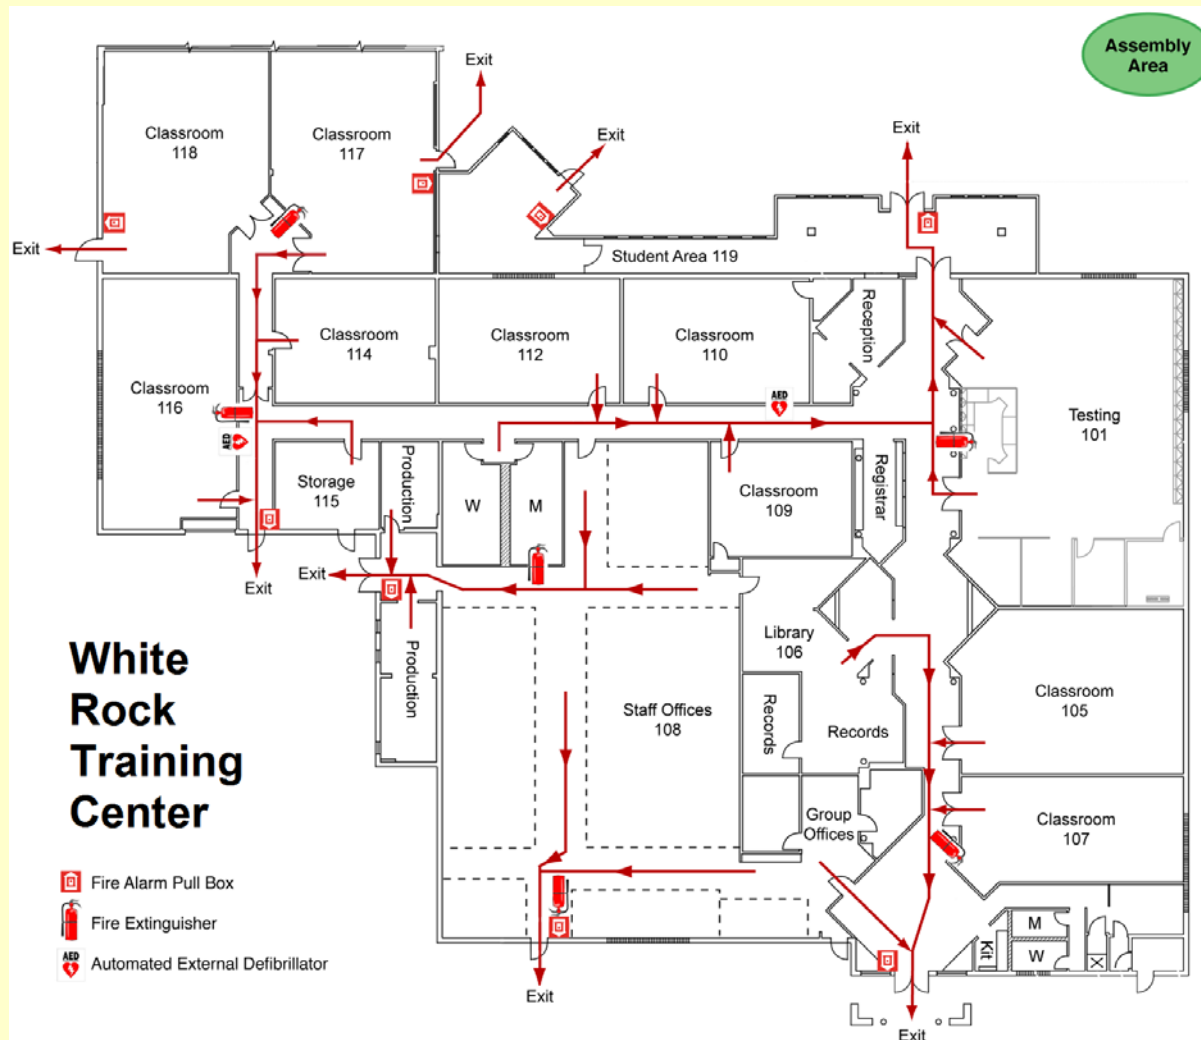 Assembly
Area
Exit
Exit
Exit
Classroom
118
Classroom
117
Exit
Student Area 119
Classroom
114
Classroom
112
Classroom
110
Reception
Classroom
116
AED
AED
Testing
101
Storage
115
Production
W
M
Classroom
109
Registrar
Exit
Exit
Library
106
Production
Classroom
105
Staff Offices
108
Records
Records
Group
Offices
Classroom
107
M
W
Kit
X
Exit
Exit
White
Rock
Training
Center
Fire Alarm Pull Box
Fire Extinguisher
AED
Automated External Defibrillator